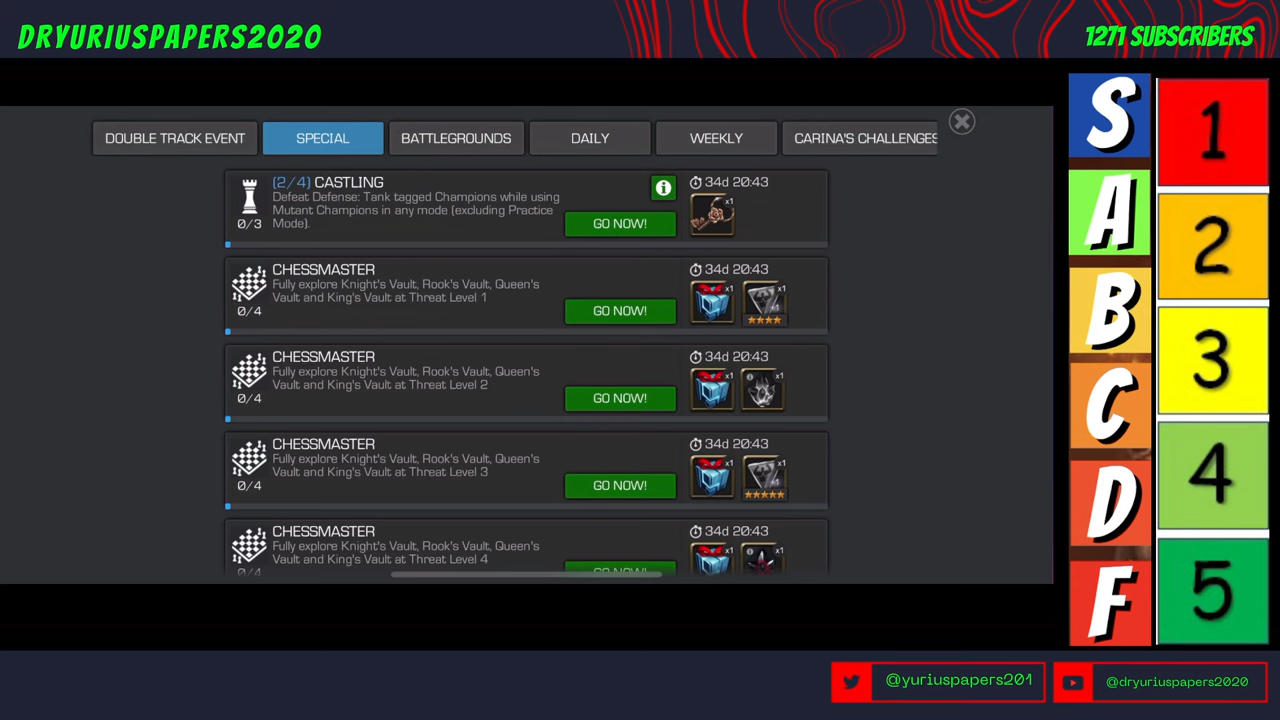 DRYURIUSPAPERS2020
1271 SUBSCRIBERS
DOUBLE TRACK EVENT
SPECIAL
BATTLEGROUNDS
DAILY
WEEKLY
CARINA'S CHALLENGES
(2/4) CASTLING
Defeat Defense: Tank tagged Champions while using
Mutant Champions in any mode (excluding Practice
Mode).
0/3
GO NOW!
34d 20:43
x1
CHESSMASTER
Fully explore Knight's Vault, Rook's Vault, Queen's
Vault and King's Vault at Threat Level 1
0/4
GO NOW!
34d 20:43
x1
x1
CHESSMASTER
Fully explore Knight's Vault, Rook's Vault, Queen's
Vault and King's Vault at Threat Level 2
0/4
GO NOW!
34d 20:43
x1
x1
CHESSMASTER
Fully explore Knight's Vault, Rook's Vault, Queen's
Vault and King's Vault at Threat Level 3
0/4
GO NOW!
34d 20:43
x1
x1
CHESSMASTER
Fully explore Knight's Vault, Rook's Vault, Queen's
Vault and King's Vault at Threat Level 4
0/4
GO NOW!
34d 20:43
x1
x1
S
A
B
C
D
F
1
2
3
4
5
@yuriuspapers201
@dryuriuspapers2020